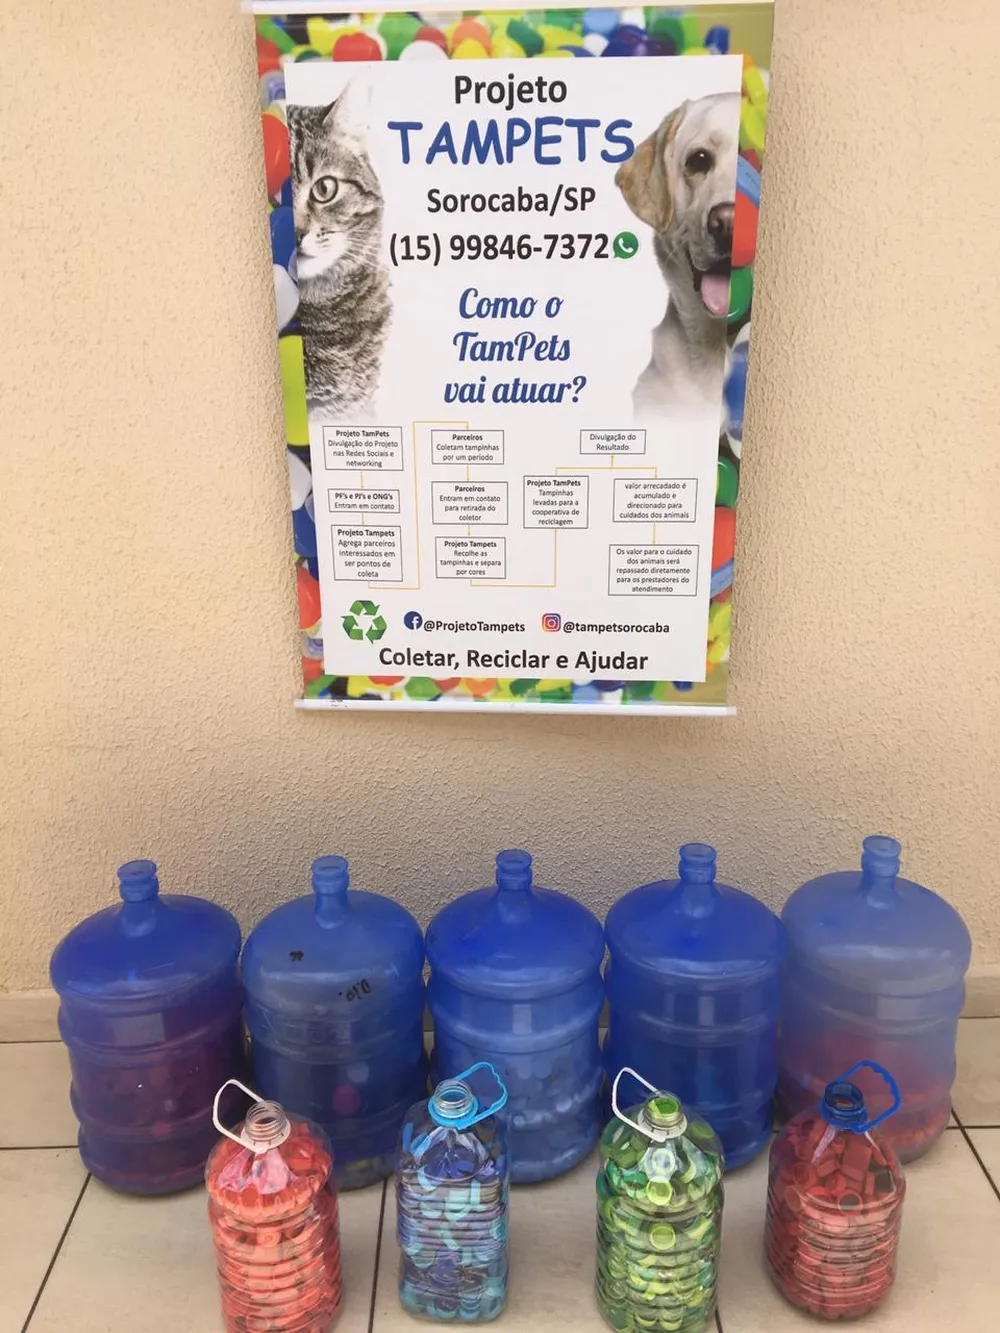 Projeto
TAMPETS
Sorocaba/SP
(15) 99846-7372
Como o
TamPets
vai atuar?
Projeto TamPets
Divulgação do Projeto
nas Redes Sociais e
networking
PF's e PJ's e ONG's
Entram em contato
Projeto Tampets
Agrega parceiros
interessados em
ser pontos de
coleta
Parceiros
Coletam tampinhas
por um período
Parceiros
Entram em contato
para retirada do
coletor
Projeto Tampets
Recolhe as
tampinhas e separa
por cores
Divulgação do
Resultado
Projeto TamPets
Tampinhas
levadas para a
cooperativa de
reciclagem
valor arrecadado é
acumulado e
direcionado para
cuidados dos animais
Os valor para o cuidado
dos animais será
repassado diretamente
para os prestadores do
atendimento
@ProjetoTampets
@tampetsorocaba
Coletar, Reciclar e Ajudar